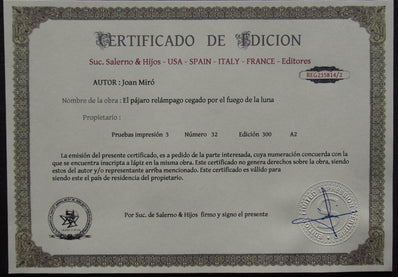 CERTIFICADO DE EDICION
Suc. Salerno & Hijos - USA - SPAIN - ITALY - FRANCE - Editores
REG255814/2
AUTOR : Joan Miró
Nombre de la obra : El pájaro relámpago cegado por el fuego de la luna
Propietario :
Pruebas impresión 3 Número 32 Edición 300 A2
La emisión del presente certificado, es a pedido de la parte interesada, cuya numeración concuerda con la
que se encuentra inscripta a lápiz en la misma obra. Este certificado no genera derechos sobre la obra, siendo
estos del autor y/o representante arriba mencionado. Este certificado es válido para
siendo este el país de residencia del propietario.
Por Suc. de Salerno & Hijos firmo y signo el presente